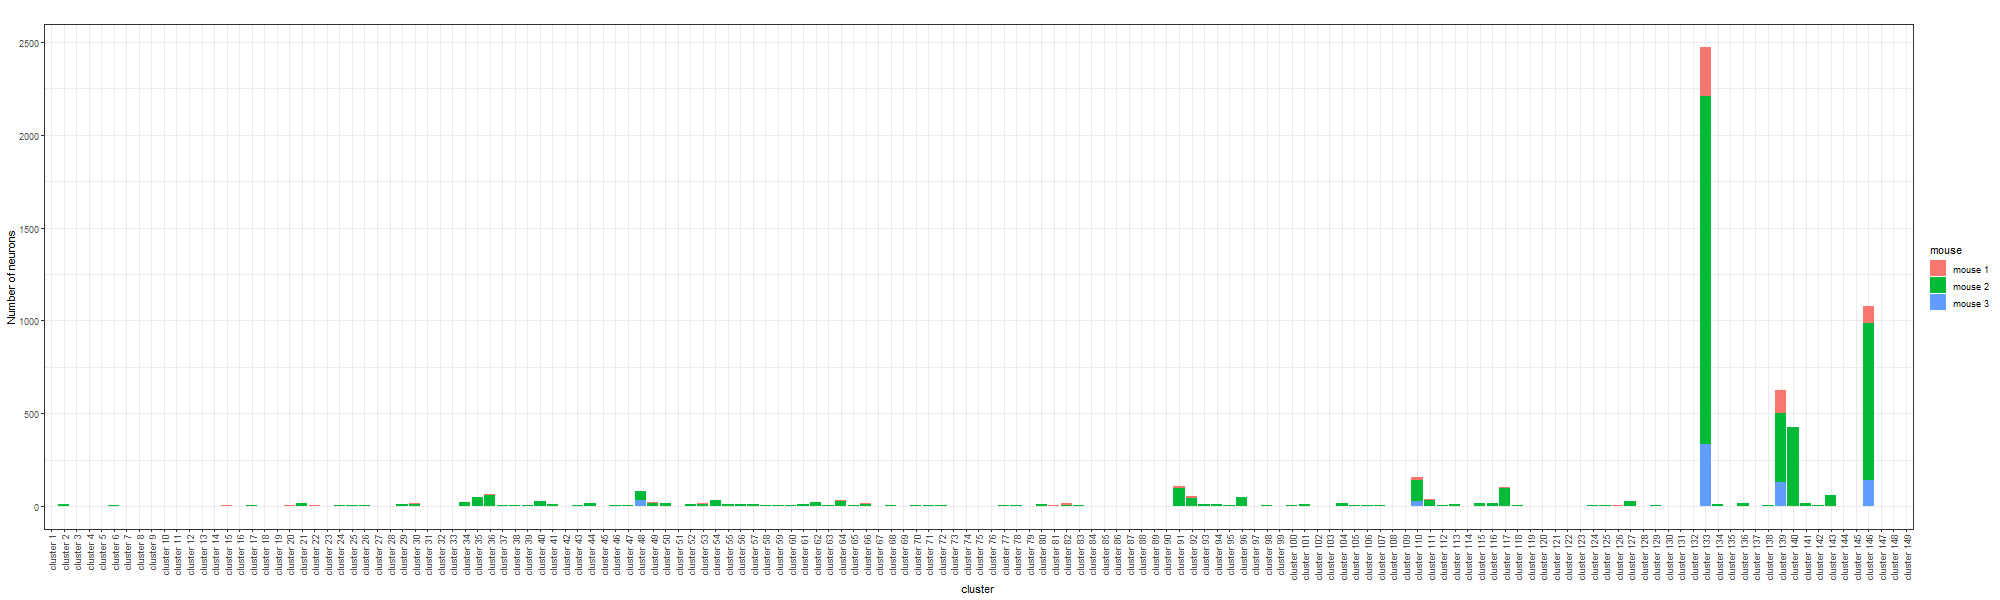 Number of neurons
2500
2000
1500
1000
500
0
cluster 1
cluster 2
cluster 3
cluster 4
cluster 5
cluster 6
cluster 7
cluster 8
cluster 9
cluster 10
cluster 11
cluster 12
cluster 13
cluster 14
cluster 15
cluster 16
cluster 17
cluster 18
cluster 19
cluster 20
cluster 21
cluster 22
cluster 23
cluster 24
cluster 25
cluster 26
cluster 27
cluster 28
cluster 29
cluster 30
cluster 31
cluster 32
cluster 33
cluster 34
cluster 35
cluster 36
cluster 37
cluster 38
cluster 39
cluster 40
cluster 41
cluster 42
cluster 43
cluster 44
cluster 45
cluster 46
cluster 47
cluster 48
cluster 49
cluster 50
cluster 51
cluster 52
cluster 53
cluster 54
cluster 55
cluster 56
cluster 57
cluster 58
cluster 59
cluster 60
cluster 61
cluster 62
cluster 63
cluster 64
cluster 65
cluster 66
cluster 67
cluster 68
cluster 69
cluster 70
cluster 71
cluster 72
cluster 73
cluster 74
cluster 75
cluster 76
cluster 77
cluster 78
cluster 79
cluster 80
cluster 81
cluster 82
cluster 83
cluster 84
cluster 85
cluster 86
cluster 87
cluster 88
cluster 89
cluster 90
cluster 91
cluster 92
cluster 93
cluster 94
cluster 95
cluster 96
cluster 97
cluster 98
cluster 99
cluster 100
cluster 101
cluster 102
cluster 103
cluster 104
cluster 105
cluster 106
cluster 107
cluster 108
cluster 109
cluster 110
cluster 111
cluster 112
cluster 113
cluster 114
cluster 115
cluster 116
cluster 117
cluster 118
cluster 119
cluster 120
cluster 121
cluster 122
cluster 123
cluster 124
cluster 125
cluster 126
cluster 127
cluster 128
cluster 129
cluster 130
cluster 131
cluster 132
cluster 133
cluster 134
cluster 135
cluster 136
cluster 137
cluster 138
cluster 139
cluster 140
cluster 141
cluster 142
cluster 143
cluster 144
cluster 145
cluster 146
cluster 147
cluster 148
cluster 149
cluster
mouse
mouse 1
mouse 2
mouse 3